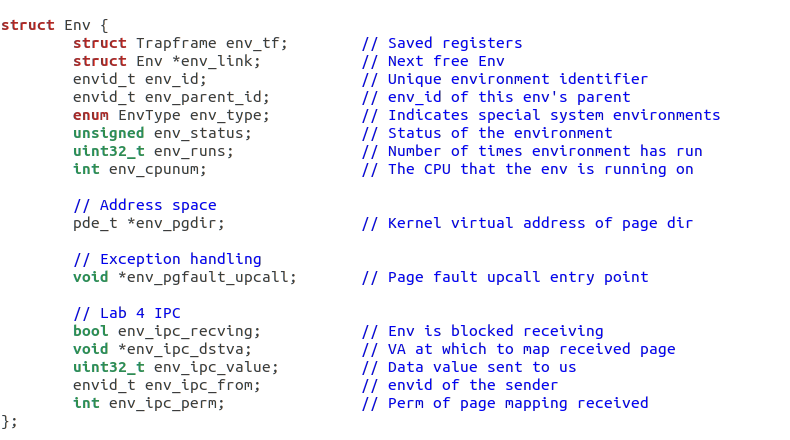 struct Env {
        struct Trapframe env_tf;        // Saved registers
        struct Env *env_link;           // Next free Env
        envid_t env_id;                 // Unique environment identifier
        envid_t env_parent_id;          // env_id of this env's parent
        enum EnvType env_type;          // Indicates special system environments
        unsigned env_status;            // Status of the environment
        uint32_t env_runs;              // Number of times environment has run
        int env_cpunum;                 // The CPU that the env is running on

        // Address space
        pde_t *env_pgdir;               // Kernel virtual address of page dir

        // Exception handling
        void *env_pgfault_upcall;       // Page fault upcall entry point

        // Lab 4 IPC
        bool env_ipc_recving;           // Env is blocked receiving
        void *env_ipc_dstva;            // VA at which to map received page
        uint32_t env_ipc_value;         // Data value sent to us
        envid_t env_ipc_from;           // envid of the sender
        int env_ipc_perm;               // Perm of page mapping received
};